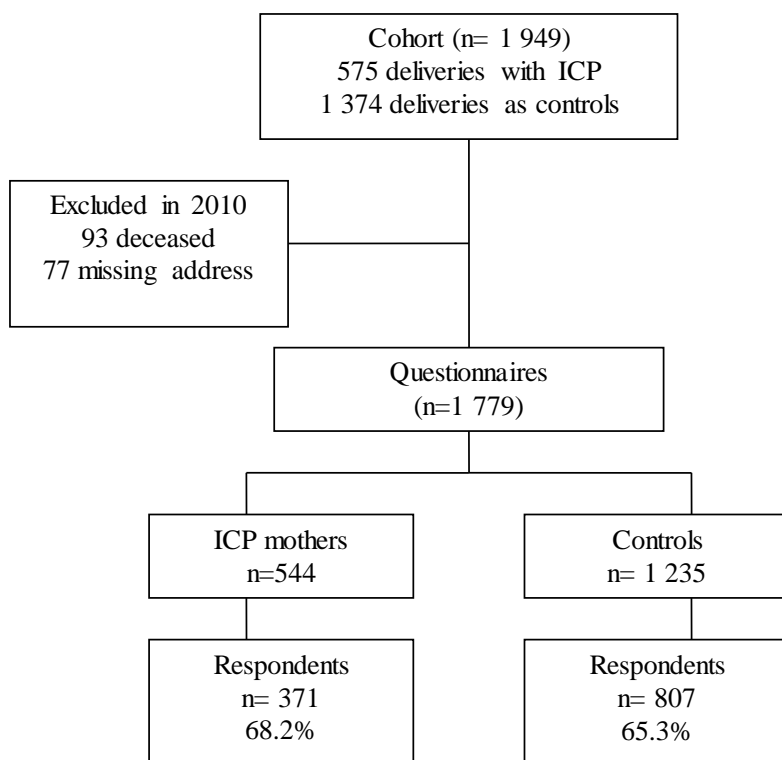 Cohort (n= 1 949)
575 deliveries with ICP
1 374 deliveries as controls
Excluded in 2010
93 deceased
77 missing address
Questionnaires
(n=1 779)
ICP mothers
n=544
Controls
n= 1 235
Respondents
n= 371
68.2%
Respondents
n= 807
65.3%